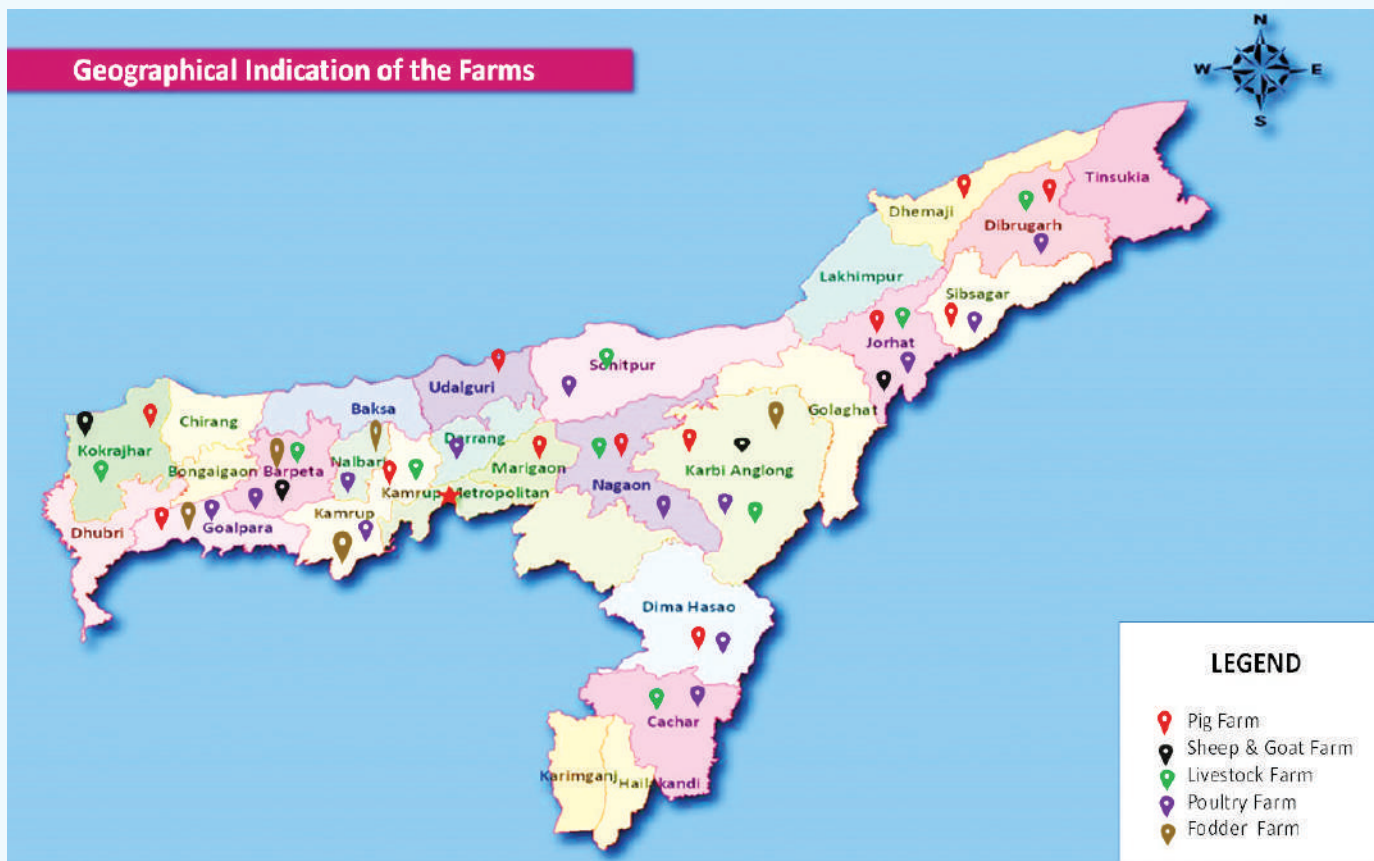 Geographical Indication of the Farms
N
W E
S
Tinsukia
Dhemaji
Dibrugarh
Lakhimpur
Sibsagar
Jorhat
Sonitpur
Udalguri
Baksa
Chirang
Golaghat
Kokrajhar
Darrang
Bongaigaon
Barpeta
Nalbari
Marigaon
Karbi Anglong
Nagaon
Kamrup Metropolitan
Kamrup
Dhubri
Goalpara
Dima Hasao
Cachar
Karimganj
Hailakandi
LEGEND
Pig Farm
Sheep & Goat Farm
Livestock Farm
Poultry Farm
Fodder Farm